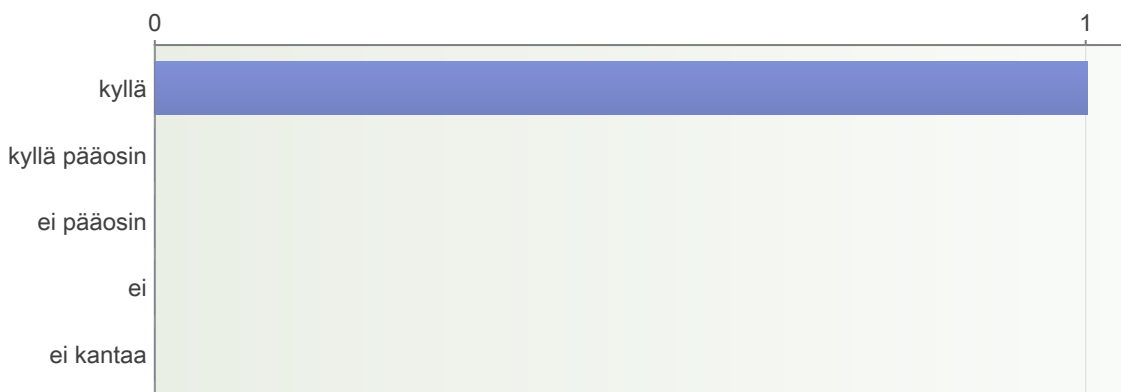 0 1
kyllä
kyllä pääosin
ei pääosin
ei
ei kantaa